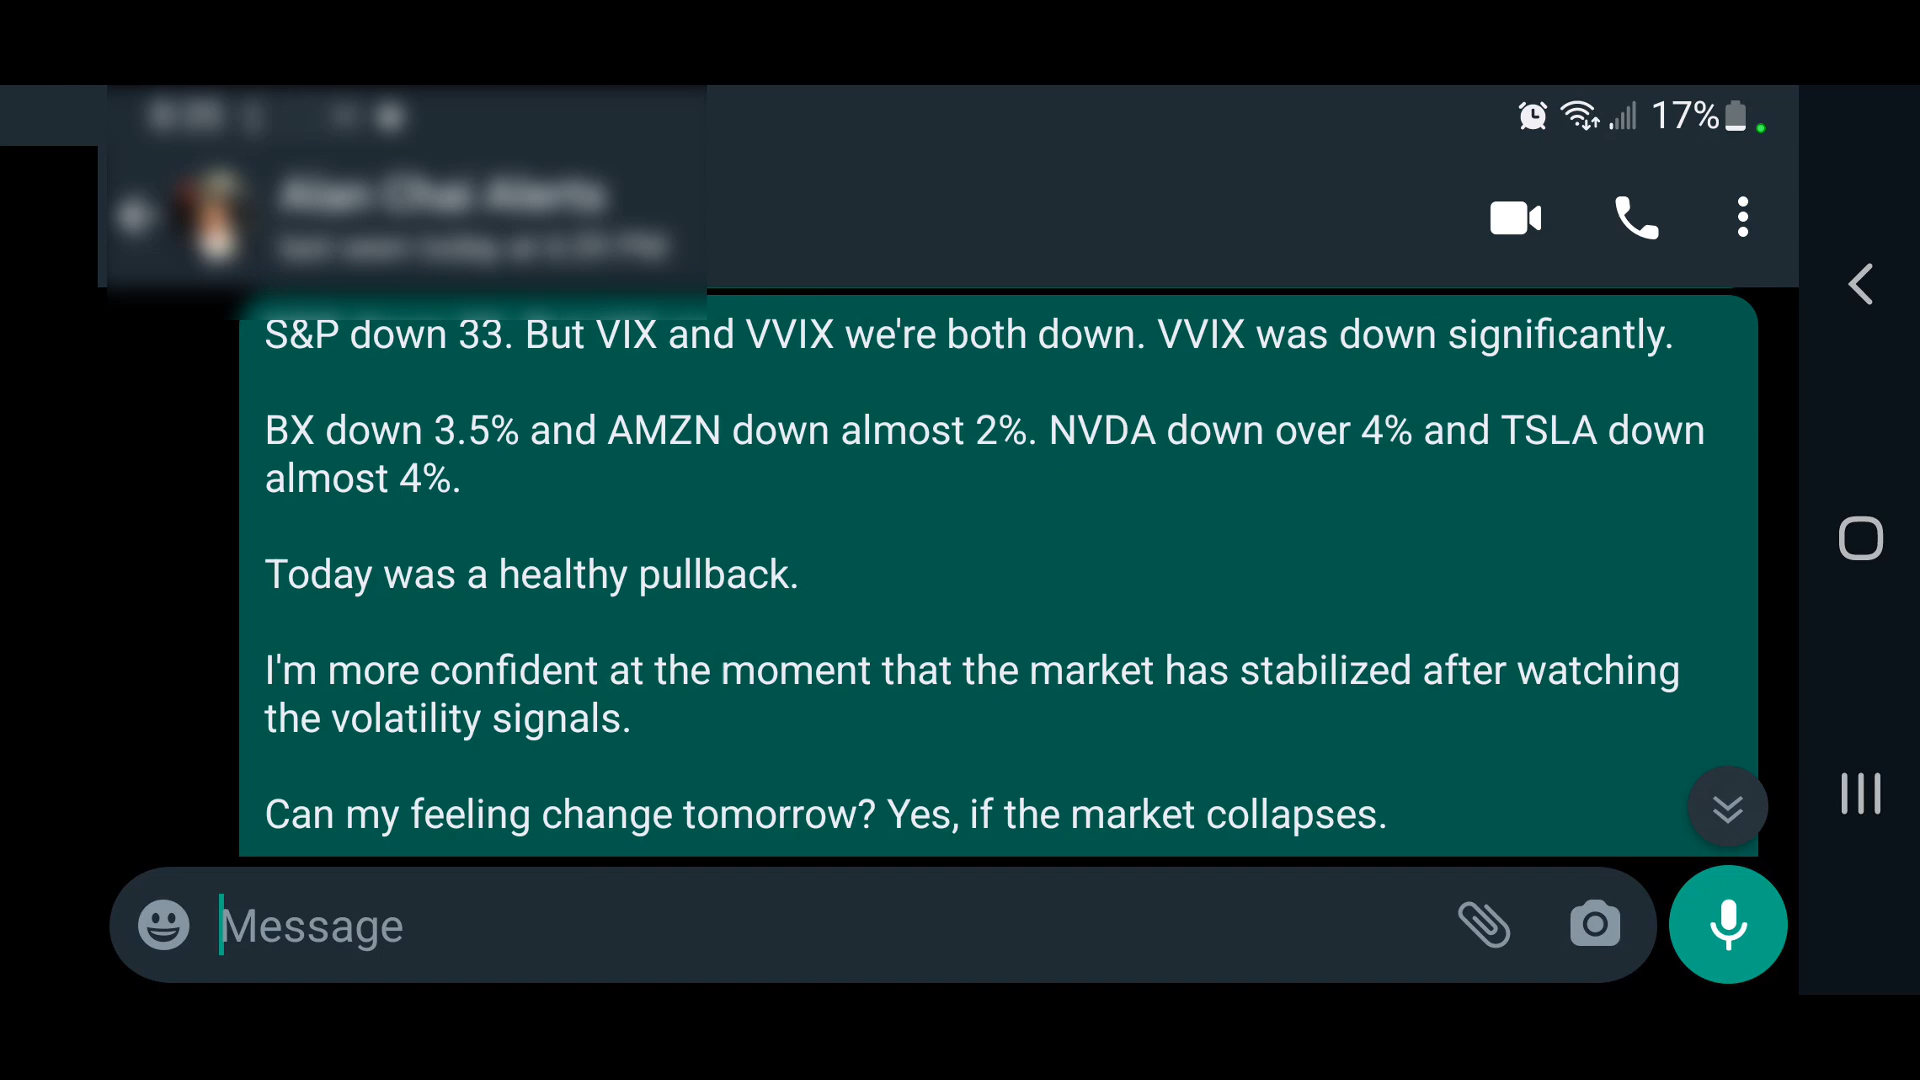 17%
S&P down 33. But VIX and VVIX we're both down. VVIX was down significantly.
BX down 3.5% and AMZN down almost 2%. NVDA down over 4% and TSLA down
almost 4%.
Today was a healthy pullback.
I'm more confident at the moment that the market has stabilized after watching
the volatility signals.
Can my feeling change tomorrow? Yes, if the market collapses.
Message